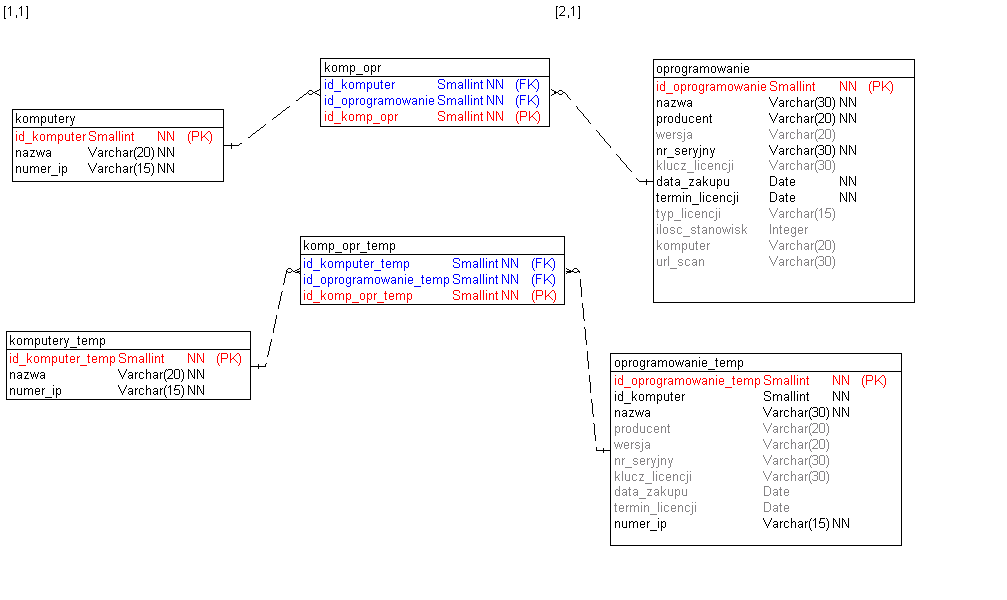 [1,1]
[2,1]
komputery
id_komputer Smallint NN (PK)
nazwa Varchar(20) NN
numer_ip Varchar(15) NN
komp_opr
id_komputer Smallint NN (FK)
id_oprogramowanie Smallint NN (FK)
id_komp_opr Smallint NN (PK)
oprogramowanie
id_oprogramowanie Smallint NN (PK)
nazwa Varchar(30) NN
producent Varchar(20) NN
wersja Varchar(20)
nr_seryjny Varchar(30) NN
klucz_licencji Varchar(30)
data_zakupu Date NN
termin_licencji Date NN
typ_licencji Varchar(15)
ilosc_stanowisk Integer
komputer Varchar(20)
url_scan Varchar(30)
komp_opr_temp
id_komputer_temp Smallint NN (FK)
id_oprogramowanie_temp Smallint NN (FK)
id_komp_opr_temp Smallint NN (PK)
komputery_temp
id_komputer_temp Smallint NN (PK)
nazwa Varchar(20) NN
numer_ip Varchar(15) NN
oprogramowanie_temp
id_oprogramowanie_temp Smallint NN (PK)
id_komputer Smallint NN
nazwa Varchar(30) NN
producent Varchar(20)
wersja Varchar(20)
nr_seryjny Varchar(30)
klucz_licencji Varchar(30)
data_zakupu Date
termin_licencji Date
numer_ip Varchar(15) NN